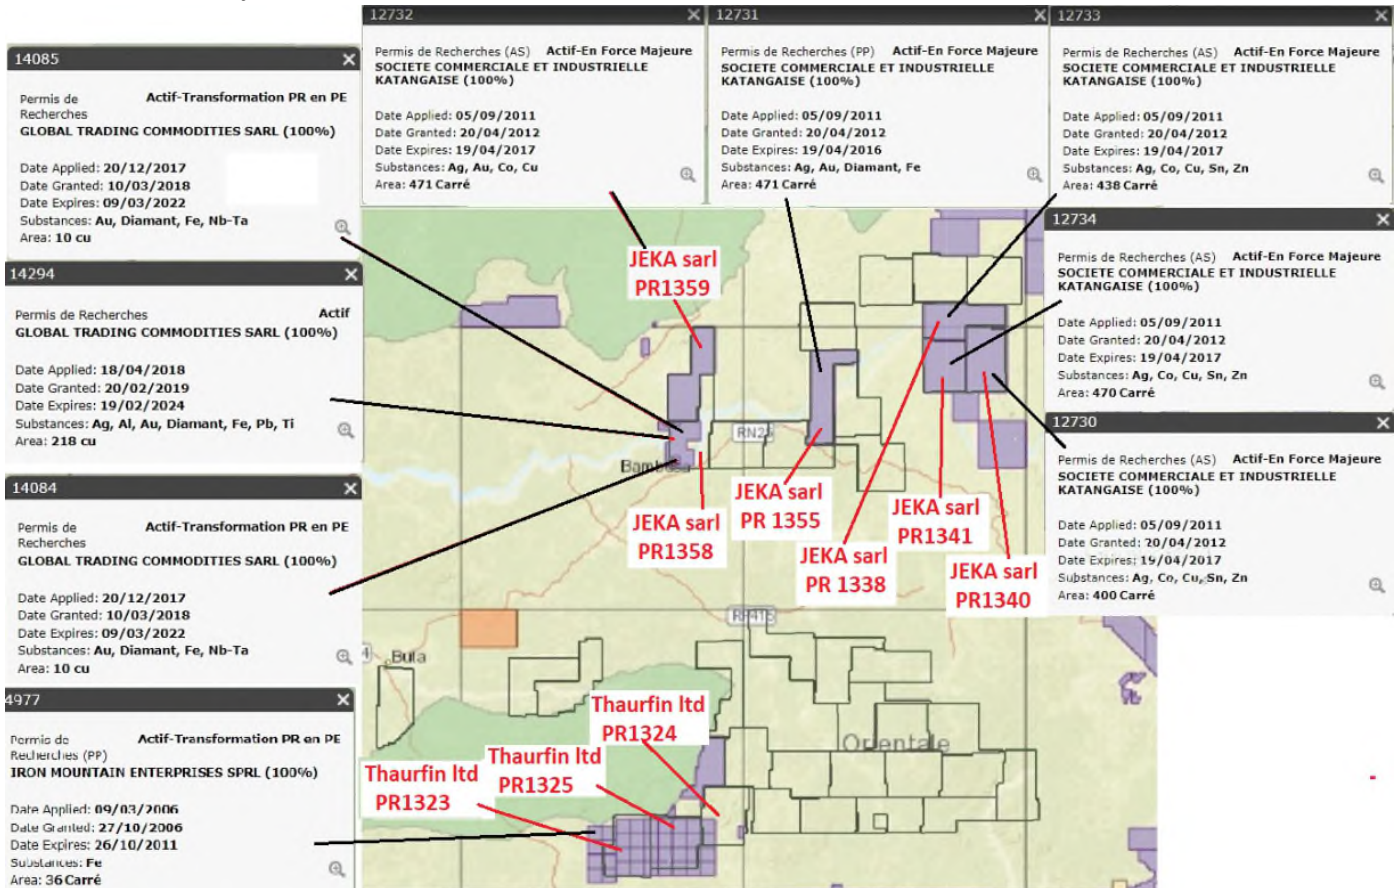 12732
Permis de Recherches (AS) Actif-En Force Majeure
SOCIETE COMMERCIALE ET INDUSTRIELLE
KATANGAISE (100%)
Date Applied: 05/09/2011
Date Granted: 20/04/2012
Date Expires: 19/04/2017
Substances: Ag, Au, Co, Cu
Area: 471 Carré
12731
Permis de Recherches (PP) Actif-En Force Majeure
SOCIETE COMMERCIALE ET INDUSTRIELLE
KATANGAISE (100%)
Date Applied: 05/09/2011
Date Granted: 20/04/2012
Date Expires: 19/04/2016
Substances: Ag, Au, Diamant, Fe
Area: 471 Carré
12733
Permis de Recherches (AS) Actif-En Force Majeure
SOCIETE COMMERCIALE ET INDUSTRIELLE
KATANGAISE (100%)
Date Applied: 05/09/2011
Date Granted: 20/04/2012
Date Expires: 19/04/2017
Substances: Ag, Co, Cu, Sn, Zn
Area: 438 Carré
14085
Permis de Actif-Transformation PR en PE
Recherches
GLOBAL TRADING COMMODITIES SARL (100%)
Date Applied: 20/12/2017
Date Granted: 10/03/2018
Date Expires: 09/03/2022
Substances: Au, Diamant, Fe, Nb-Ta
Area: 10 cu
14294
Permis de Recherches Actif
GLOBAL TRADING COMMODITIES SARL (100%)
Date Applied: 18/04/2018
Date Granted: 20/02/2019
Date Expires: 19/02/2024
Substances: Ag, Al, Au, Diamant, Fe, Pb, Ti
Area: 218 cu
14084
Permis de Actif-Transformation PR en PE
Recherches
GLOBAL TRADING COMMODITIES SARL (100%)
Date Applied: 20/12/2017
Date Granted: 10/03/2018
Date Expires: 09/03/2022
Substances: Au, Diamant, Fe, Nb-Ta
Area: 10 cu
4977
Permis de Actif-Transformation PR en PE
Recherches (PP)
IRON MOUNTAIN ENTERPRISES SPRL (100%)
Date Applied: 09/03/2006
Date Granted: 27/10/2006
Date Expires: 26/10/2011
Substances: Fe
Area: 36 Carré
12734
Permis de Recherches (AS) Actif-En Force Majeure
SOCIETE COMMERCIALE ET INDUSTRIELLE
KATANGAISE (100%)
Date Applied: 05/09/2011
Date Granted: 20/04/2012
Date Expires: 19/04/2017
Substances: Ag, Co, Cu, Sn, Zn
Area: 470 Carré
12730
Permis de Recherches (AS) Actif-En Force Majeure
SOCIETE COMMERCIALE ET INDUSTRIELLE
KATANGAISE (100%)
Date Applied: 05/09/2011
Date Granted: 20/04/2012
Date Expires: 19/04/2017
Substances: Ag, Co, Cu, Sn, Zn
Area: 400 Carré
JEKA sarl
PR1359
JEKA sarl
PR1358
JEKA sarl
PR 1355
JEKA sarl
PR 1338
JEKA sarl
PR1341
JEKA sarl
PR1340
Thaurfin ltd
PR1324
Thaurfin ltd
PR1325
Thaurfin ltd
PR1323
4
Buta
Orientale